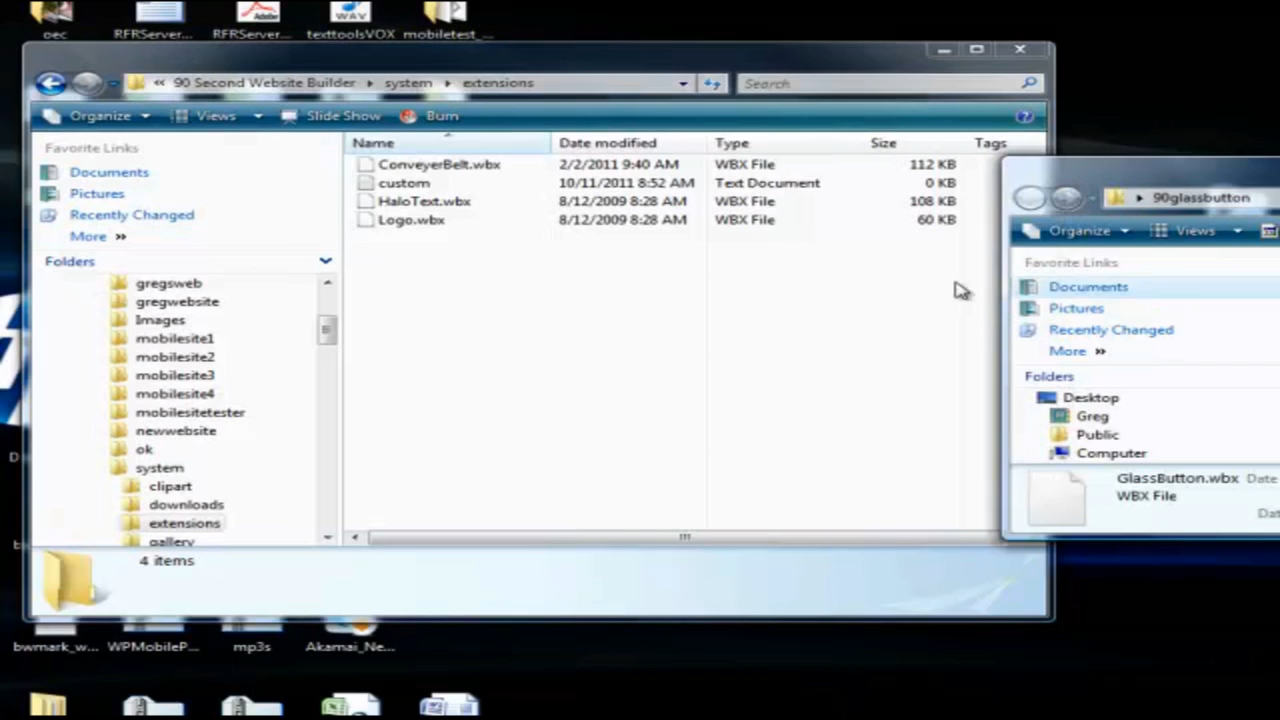 oec
RFRServer...
RFRServer...
WAV
texttoolsVOX
mobiletest_...
« 90 Second Website Builder ▸ system ▸ extensions
Search
Organize
Views
Slide Show
Burn
Favorite Links
Documents
Pictures
Recently Changed
More »
Folders
gregsweb
gregwebsite
Images
mobilesite1
mobilesite2
mobilesite3
mobilesite4
mobilesitetester
newwebsite
ok
system
clipart
downloads
extensions
gallery
Name Date modified Type Size Tags
ConveyerBelt.wbx 2/2/2011 9:40 AM WBX File 112 KB
custom 10/11/2011 8:52 AM Text Document 0 KB
HaloText.wbx 8/12/2009 8:28 AM WBX File 108 KB
Logo.wbx 8/12/2009 8:28 AM WBX File 60 KB
4 items
▸ 90glassbutton
Organize
Views
Favorite Links
Documents
Pictures
Recently Changed
More »
Folders
Desktop
Greg
Public
Computer
GlassButton.wbx Date
WBX File
Dat
bwmark_w...
WPMobileP...
mp3s
Akamai_Ne...